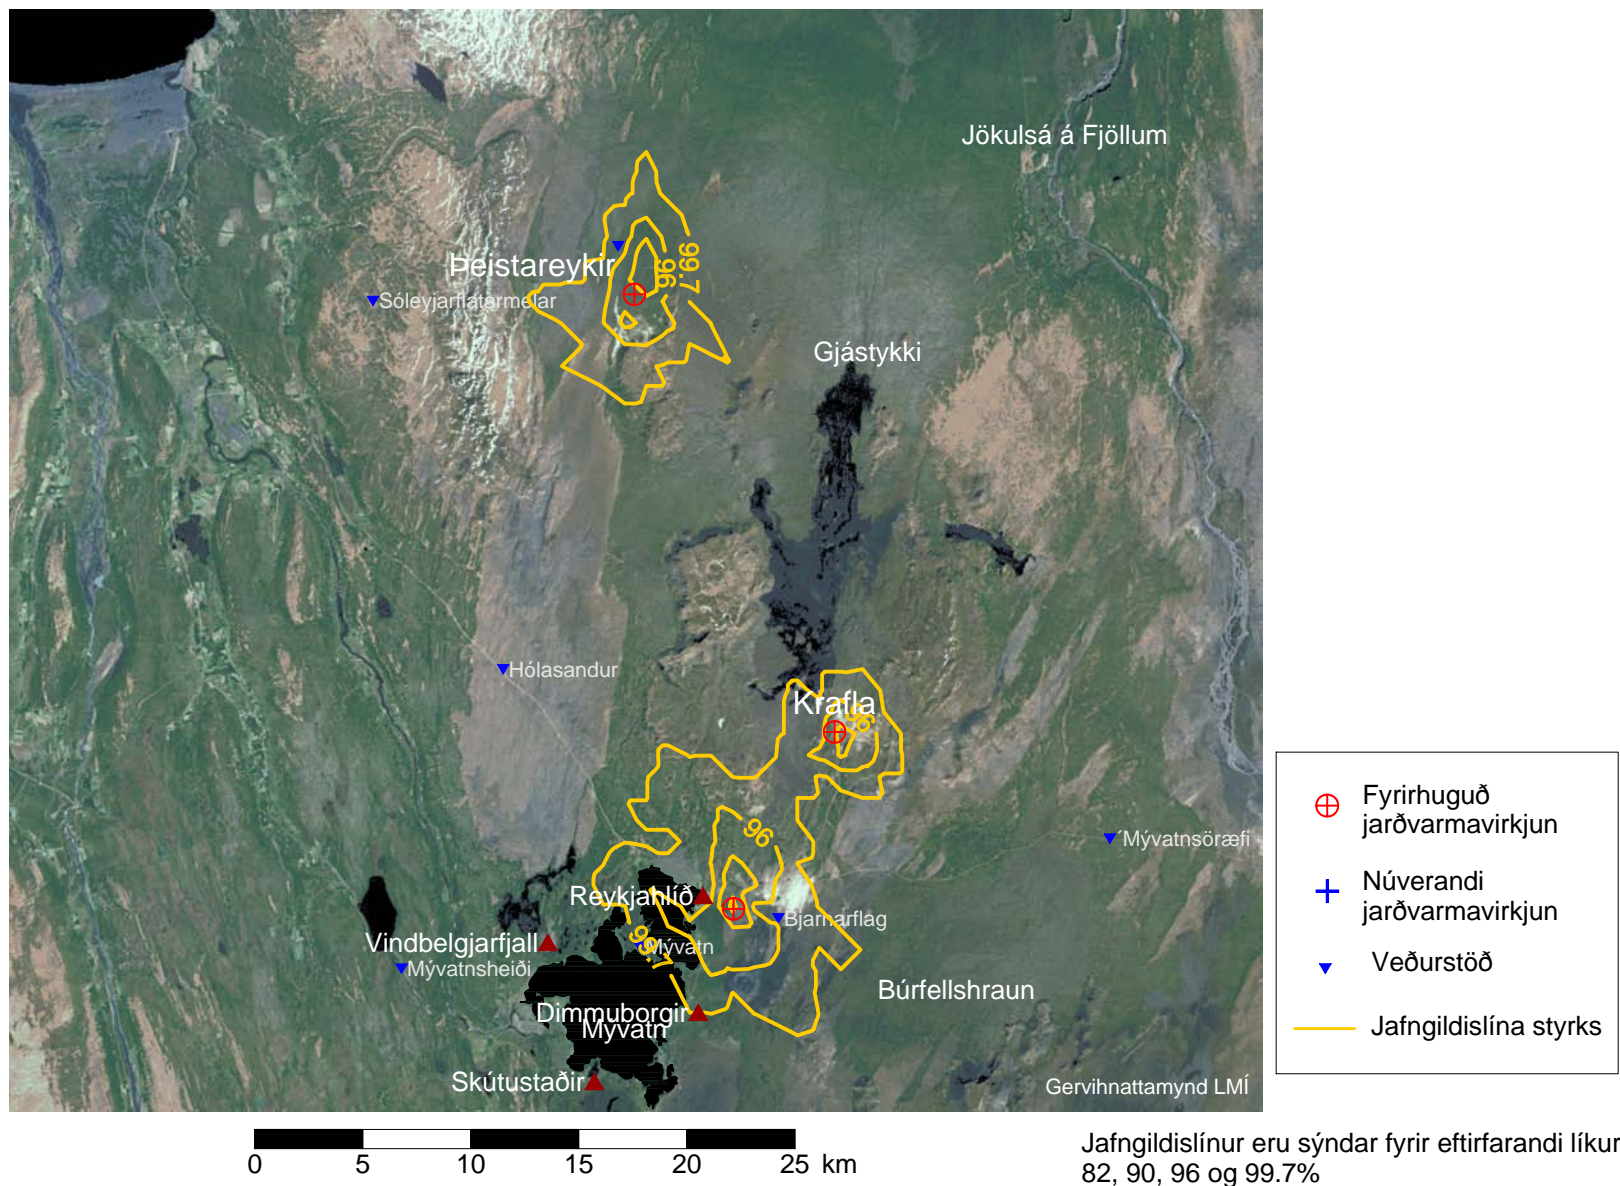 Jökulsá á Fjöllum
99.7
96
Þeistareykir
Sóleyjarflatarmelar
Gjástykki
Hólasandur
Krafla
96
96
Mývatnsöræfi
Reykjahlíð
Bjarnarflag
Vindbelgjarfjall
Mývatn
Mývatnsheiði
Búrfellshraun
Dimmuborgir
Mývatn
Skútustaðir
Gervihnattamynd LMÍ
Fyrirhuguð
jarðvarmavirkjun
Núverandi
jarðvarmavirkjun
Veðurstöð
Jafngildislína styrks
0 5 10 15 20 25 km
Jafngildislínur eru sýndar fyrir eftirfarandi líkur
82, 90, 96 og 99.7%